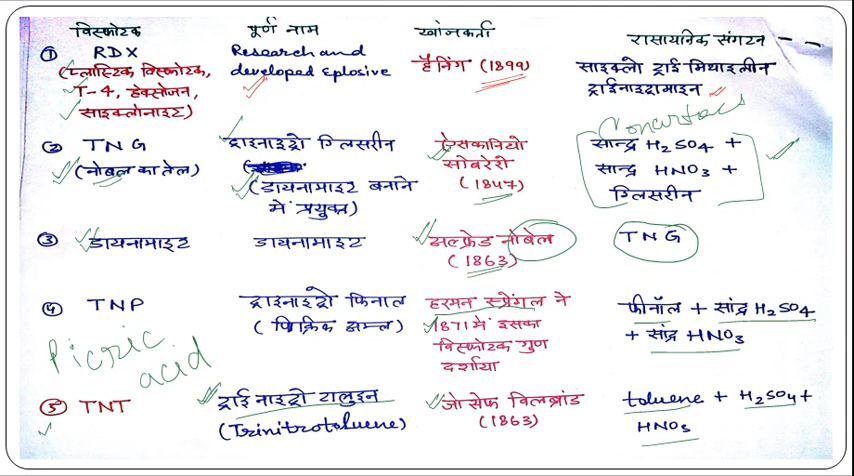 विस्फोटक पूर्ण नाम खोजकर्ता रासायनिक संगठन
① RDX Research and developed Eplosive हैनिंग (1899) साइक्लो ट्राई मिथाइलीन ट्राईनाइट्रामाइन
(प्लास्टिक विस्फोटक,
T-4, हेक्सोजन,
साइक्लोनाइट)
② TNG ट्राइनाइट्रो ग्लिसरीन ऐसकानियो सान्द्र H2SO4 +
(नोबल का तेल) सोबरेरो सान्द्र HNO3 +
(डायनामाइट बनाने (1847) ग्लिसरीन
में प्रयुक्त)
③ डायनामाइट डायनामाइट अल्फ्रेड नोबेल TNG
(1863)
④ TNP ट्राइनाइट्रो फिनाल हरमन स्प्रेंगल ने फीनॉल + सांद्र H2SO4
(पिक्रिक अम्ल) 1871 में इसका + सांद्र HNO3
Picric विस्फोटक गुण
acid दर्शाया
⑤ TNT ट्राई नाइट्रो टालुइन जोसेफ विलब्रांड toluene + H2SO4 +
(Trinitrotoluene) (1863) HNO3